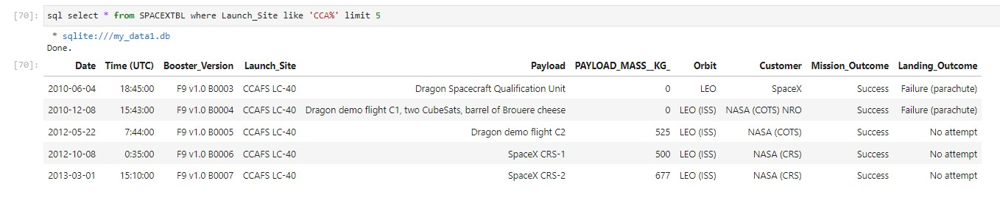 [70]: sql select * from SPACEXTBL where Launch_Site like 'CCA%' limit 5
* sqlite:///my_data1.db
Done.
[70]: Date Time (UTC) Booster_Version Launch_Site Payload PAYLOAD_MASS__KG_ Orbit Customer Mission_Outcome Landing_Outcome
2010-06-04 18:45:00 F9 v1.0 B0003 CCAFS LC-40 Dragon Spacecraft Qualification Unit 0 LEO SpaceX Success Failure (parachute)
2010-12-08 15:43:00 F9 v1.0 B0004 CCAFS LC-40 Dragon demo flight C1, two CubeSats, barrel of Brouere cheese 0 LEO (ISS) NASA (COTS) NRO Success Failure (parachute)
2012-05-22 7:44:00 F9 v1.0 B0005 CCAFS LC-40 Dragon demo flight C2 525 LEO (ISS) NASA (COTS) Success No attempt
2012-10-08 0:35:00 F9 v1.0 B0006 CCAFS LC-40 SpaceX CRS-1 500 LEO (ISS) NASA (CRS) Success No attempt
2013-03-01 15:10:00 F9 v1.0 B0007 CCAFS LC-40 SpaceX CRS-2 677 LEO (ISS) NASA (CRS) Success No attempt